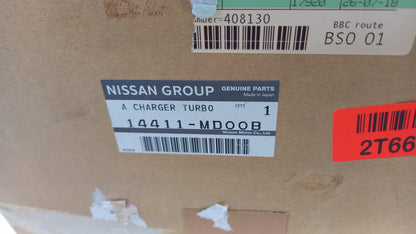 17920 26-07-18
number=408130
BBC route
BSO 01
NISSAN GROUP GENUINE PARTS
Made in Japan
A CHARGER TURBO QTY 1
14411-MD00B
Nissan Motor Co., Ltd.
2T66